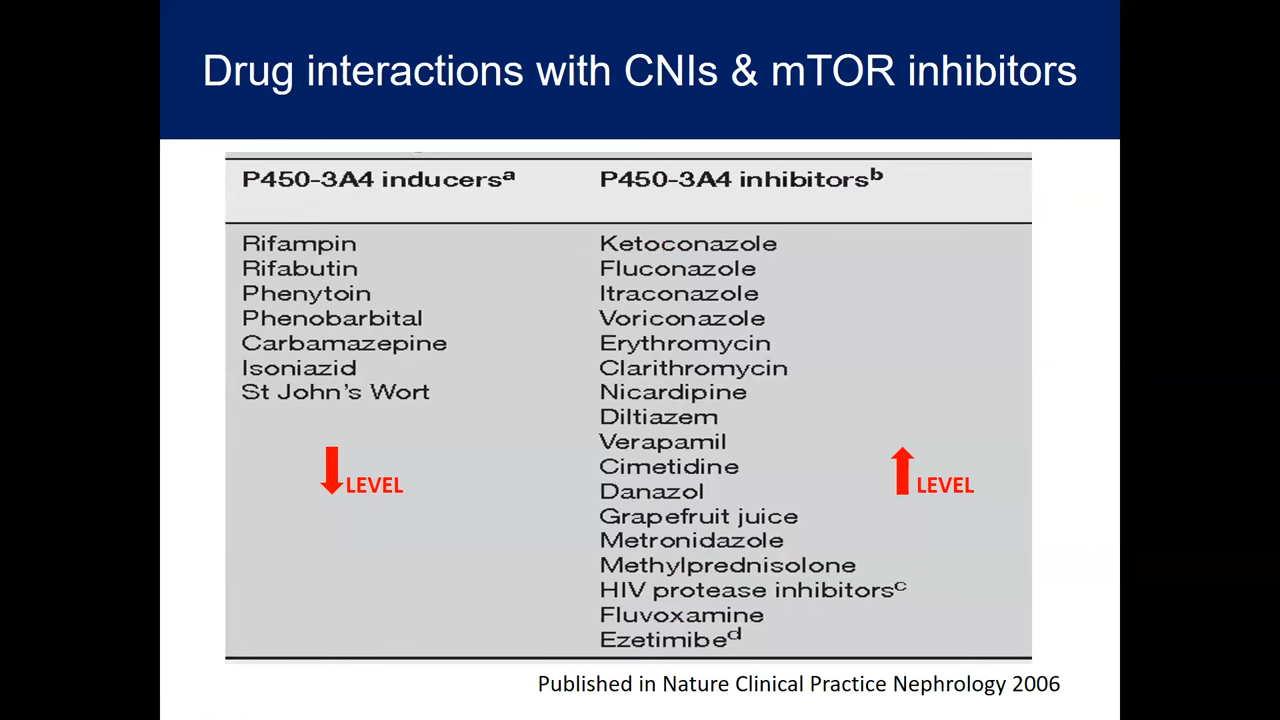 Drug interactions with CNIs & mTOR inhibitors
P450-3A4 inducersa
P450-3A4 inhibitorsb
Rifampin
Rifabutin
Phenytoin
Phenobarbital
Carbamazepine
Isoniazid
St John's Wort
LEVEL
Ketoconazole
Fluconazole
Itraconazole
Voriconazole
Erythromycin
Clarithromycin
Nicardipine
Diltiazem
Verapamil
Cimetidine
Danazol
Grapefruit juice
Metronidazole
Methylprednisolone
HIV protease inhibitorsc
Fluvoxamine
Ezetimibed
LEVEL
Published in Nature Clinical Practice Nephrology 2006